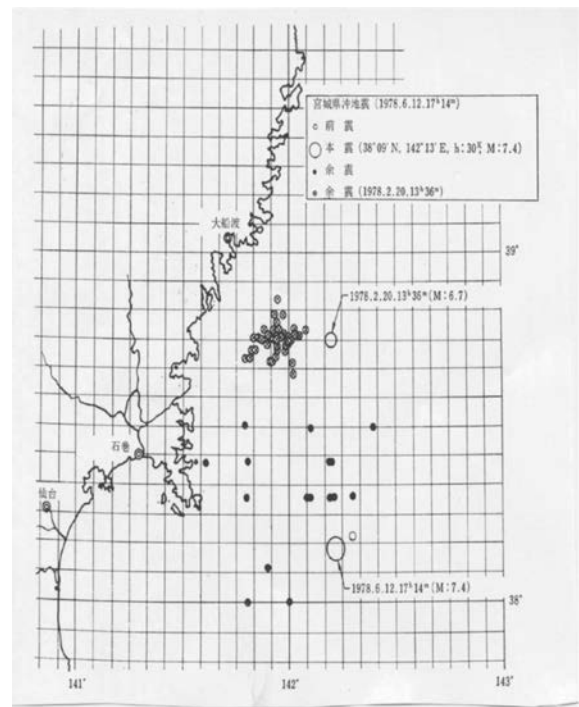 宮城県沖地震 (1978.6.12.17ʰ14ᵐ)
前 震
本 震 (38°09′N, 142°13′E, h:30ᴷ, M:7.4)
余 震
余 震 (1978.2.20.13ʰ36ᵐ)
大船渡
39°
1978.2.20.13ʰ36ᵐ(M:6.7)
石巻
仙台
1978.6.12.17ʰ14ᵐ(M:7.4)
38°
141°
142°
143°